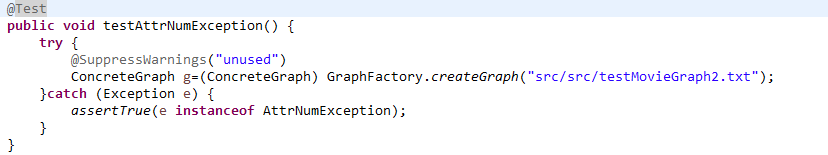 @Test
public void testAttrNumException() {
    try {
        @SuppressWarnings("unused")
        ConcreteGraph g=(ConcreteGraph) GraphFactory.createGraph("src/src/testMovieGraph2.txt");
    }catch (Exception e) {
        assertTrue(e instanceof AttrNumException);
    }
}